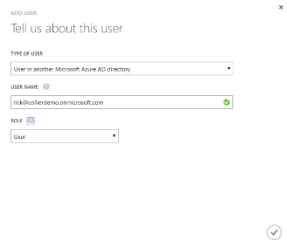 ADD USER
Tell us about this user
TYPE OF USER
User in another Microsoft Azure AD directory
USER NAME
rick@collierdemo.onmicrosoft.com
ROLE
User